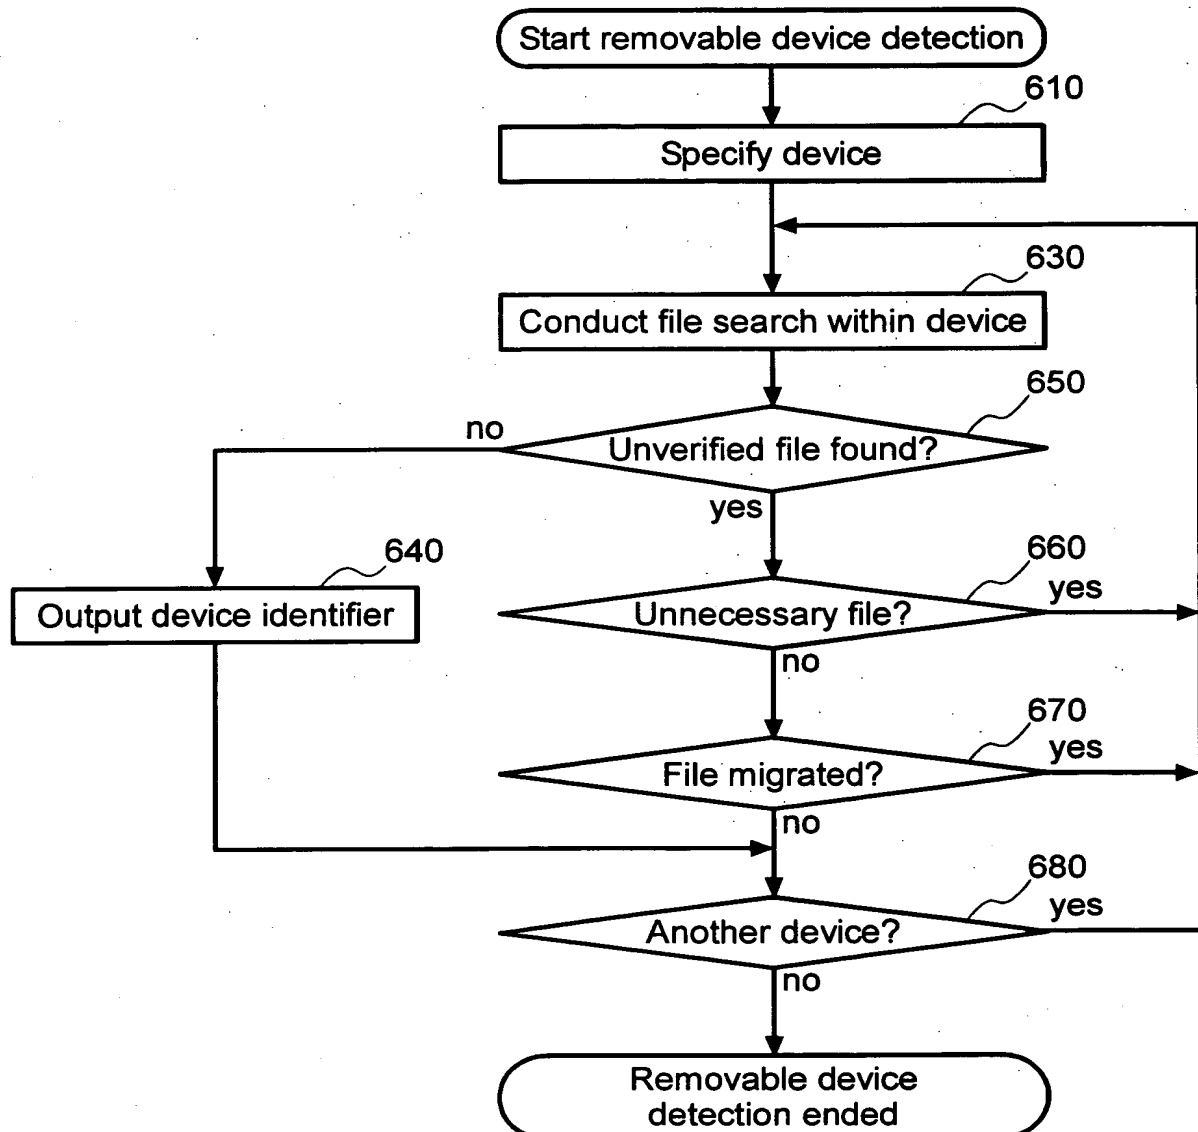 Start removable device detection
610
Specify device
630
Conduct file search within device
650
no
Unverified file found?
yes
640
660
yes
Output device identifier
Unnecessary file?
no
670
yes
File migrated?
no
680
yes
Another device?
no
Removable device
detection ended